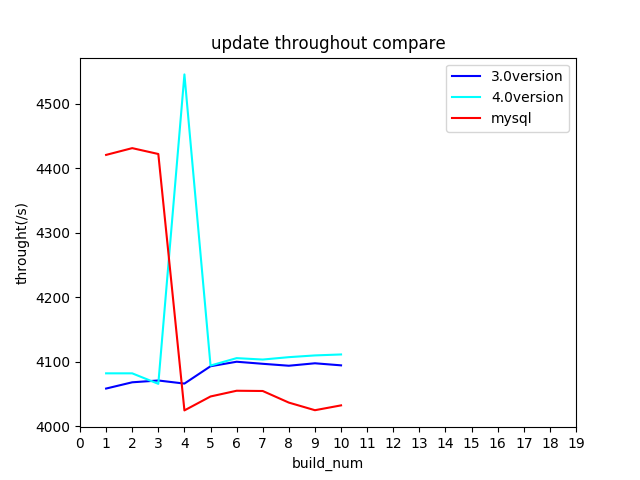 update throughout compare
3.0version
4.0version
mysql
throught(/s)
4500
4400
4300
4200
4100
4000
0 1 2 3 4 5 6 7 8 9 10 11 12 13 14 15 16 17 18 19
build_num